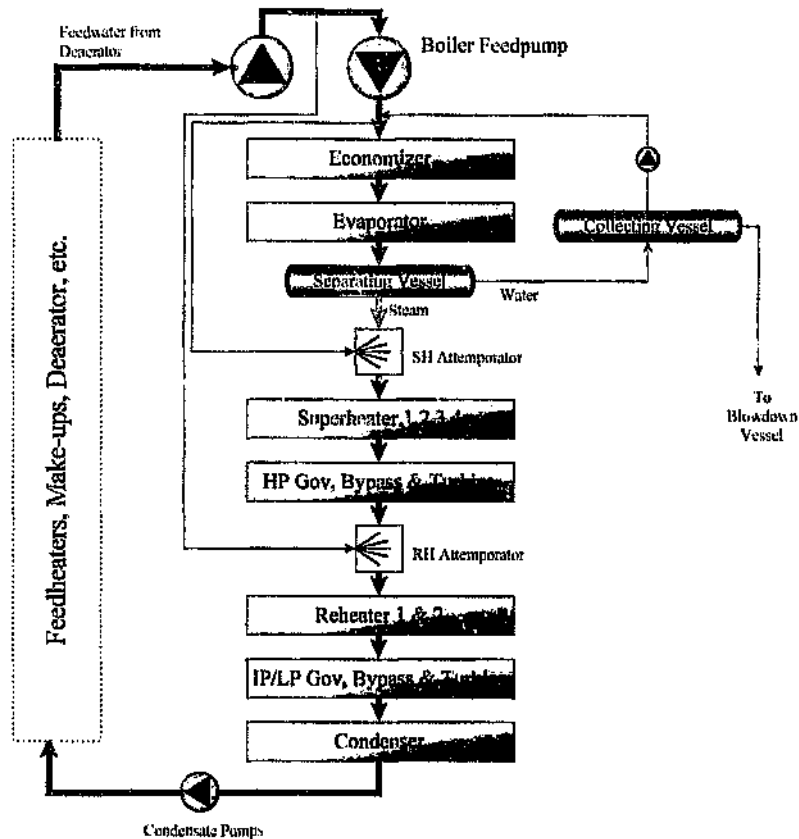 Feedwater from
Deaerator
Boiler Feedpump
Economizer
Evaporator
Collecting Vessel
Separating Vessel
Water
Steam
SH Attemporator
To
Blowdown
Vessel
Superheater 1,2,3,4
HP Gov, Bypass & Turbine
RH Attemporator
Reheater 1 & 2
IP/LP Gov, Bypass & Turbine
Condenser
Feedheaters, Make-ups, Deaerator, etc.
Condensate Pumps